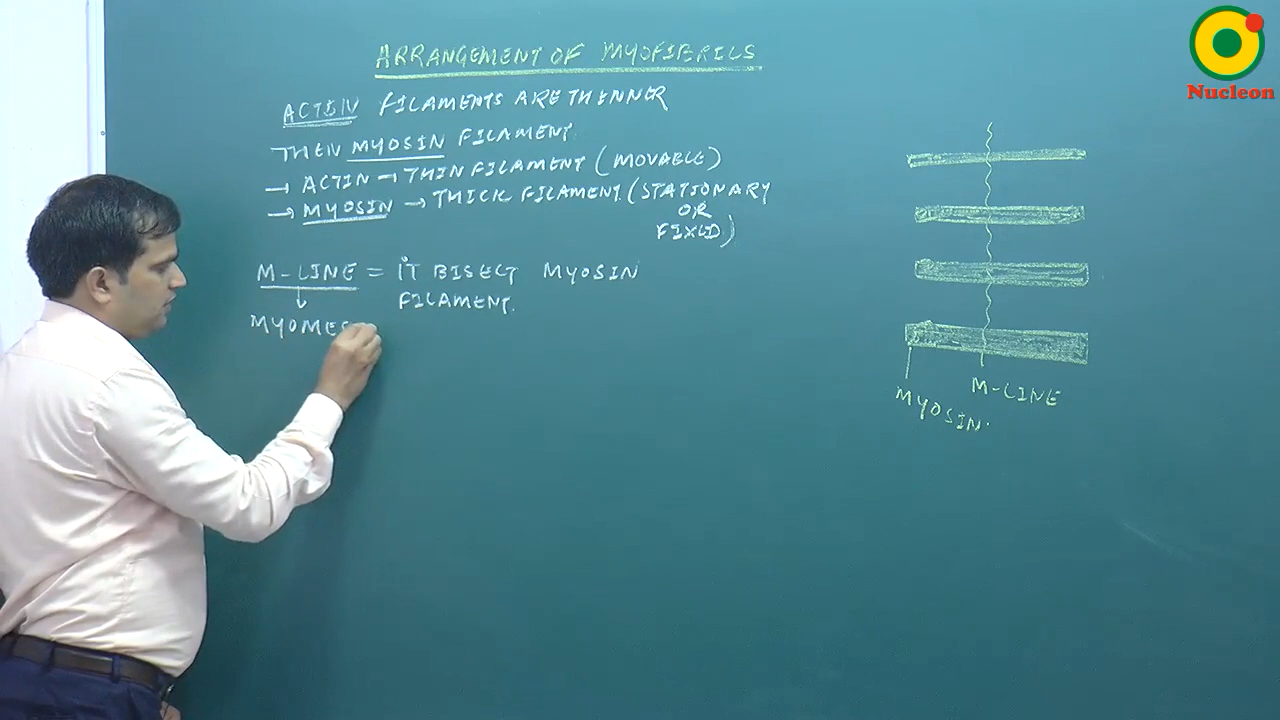 ARRANGEMENT OF MYOFIBRILS
ACTIN FILAMENTS ARE THINNER
THEN MYOSIN FILAMENT
→ ACTIN → THIN FILAMENT (MOVABLE)
→ MYOSIN → THICK FILAMENT (STATIONARY
OR
FIXED)
M-LINE = IT BISECT MYOSIN
FILAMENT.
MYOMES
M-LINE
MYOSIN.
Nucleon